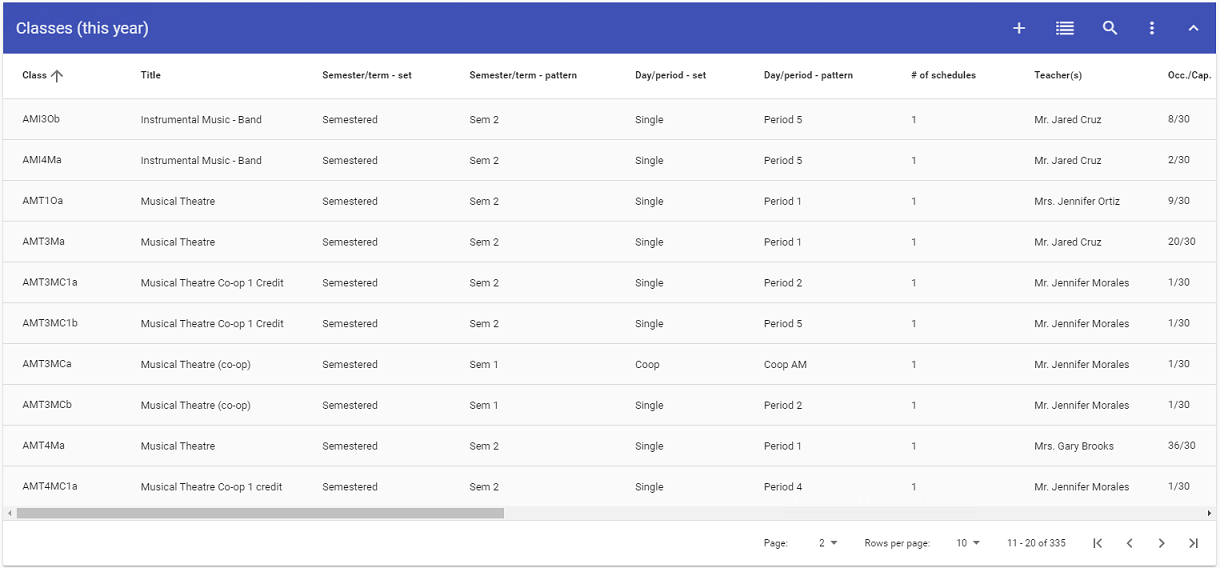 Classes (this year)
Class Title Semester/term - set Semester/term - pattern Day/period - set Day/period - pattern # of schedules Teacher(s) Occ./Cap.
AMI3Ob Instrumental Music - Band Semestered Sem 2 Single Period 5 1 Mr. Jared Cruz 8/30
AMI4Ma Instrumental Music - Band Semestered Sem 2 Single Period 5 1 Mr. Jared Cruz 2/30
AMT1Oa Musical Theatre Semestered Sem 2 Single Period 1 1 Mrs. Jennifer Ortiz 9/30
AMT3Ma Musical Theatre Semestered Sem 2 Single Period 1 1 Mr. Jared Cruz 20/30
AMT3MC1a Musical Theatre Co-op 1 Credit Semestered Sem 2 Single Period 2 1 Mr. Jennifer Morales 1/30
AMT3MC1b Musical Theatre Co-op 1 Credit Semestered Sem 2 Single Period 5 1 Mr. Jennifer Morales 1/30
AMT3MCa Musical Theatre (co-op) Semestered Sem 1 Coop Coop AM 1 Mr. Jennifer Morales 1/30
AMT3MCb Musical Theatre (co-op) Semestered Sem 1 Single Period 2 1 Mr. Jennifer Morales 1/30
AMT4Ma Musical Theatre Semestered Sem 2 Single Period 1 1 Mrs. Gary Brooks 36/30
AMT4MC1a Musical Theatre Co-op 1 credit Semestered Sem 2 Single Period 4 1 Mr. Jennifer Morales 1/30
Page: 2 Rows per page: 10 11 - 20 of 335